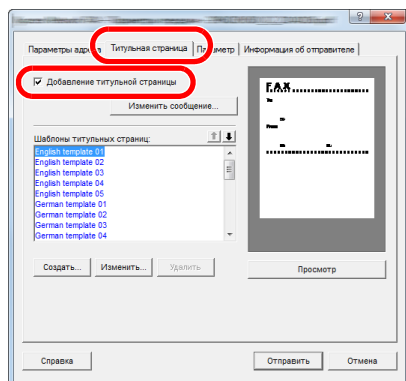 Параметры адреса Титульная страница Параметр Информация об отправителе
Добавление титульной страницы
Изменить сообщение...
Шаблоны титульных страниц:
English template 01
English template 02
English template 03
English template 04
English template 05
German template 01
German template 02
German template 03
German template 04
FAX
To:
From:
Создать... Изменить... Удалить
Просмотр
Справка Отправить Отмена